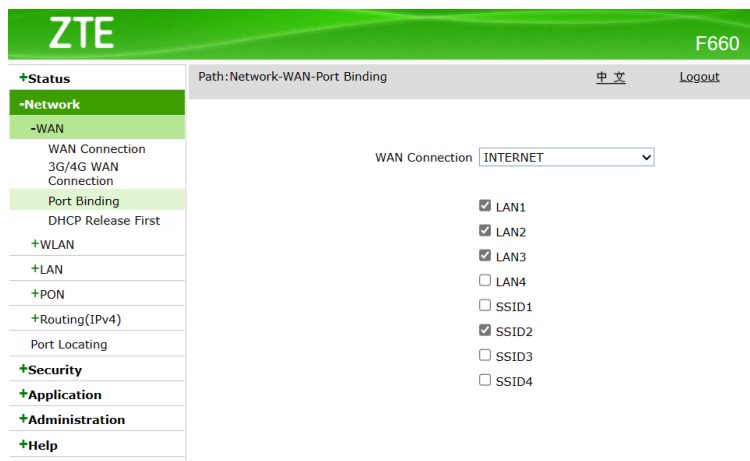 ZTE
F660
+Status
-Network
-WAN
WAN Connection
3G/4G WAN
Connection
Port Binding
DHCP Release First
+WLAN
+LAN
+PON
+Routing(IPv4)
Port Locating
+Security
+Application
+Administration
+Help
Path:Network-WAN-Port Binding 中 文 Logout
WAN Connection INTERNET
LAN1
LAN2
LAN3
LAN4
SSID1
SSID2
SSID3
SSID4